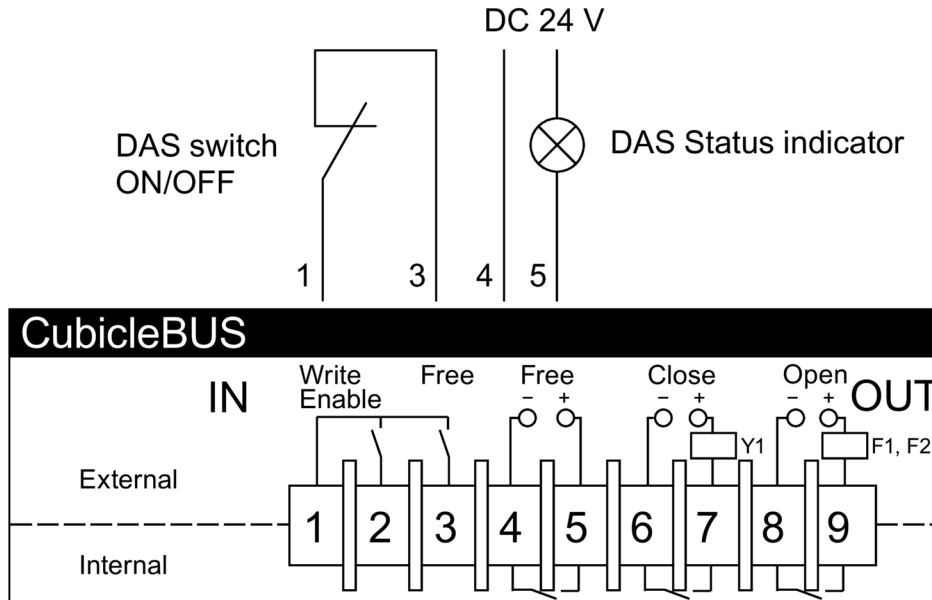 DC 24 V
DAS switch
ON/OFF
DAS Status indicator
1 3 4 5
CubicleBUS
IN
Write
Enable
Free
Free
Close
Open
OUT
− + − + − +
Y1
F1, F2
External
1 2 3 4 5 6 7 8 9
Internal